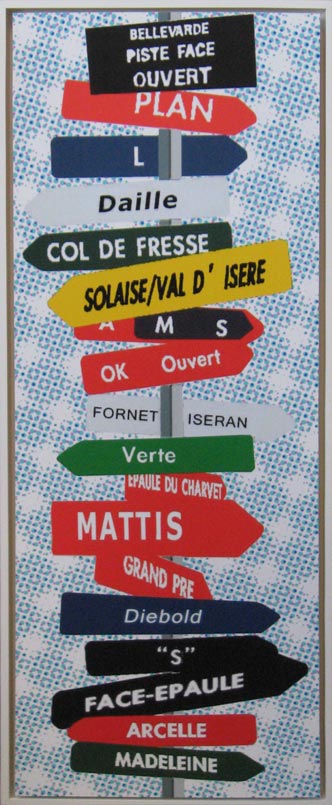 BELLEVARDE
PISTE FACE
OUVERT
PLAN
L
Daille
COL DE FRESSE
SOLAISE/VAL D' ISERE
A M S
OK Ouvert
FORNET ISERAN
Verte
EPAULE DU CHARVET
MATTIS
GRAND PRE
Diebold
"S"
FACE-EPAULE
ARCELLE
MADELEINE